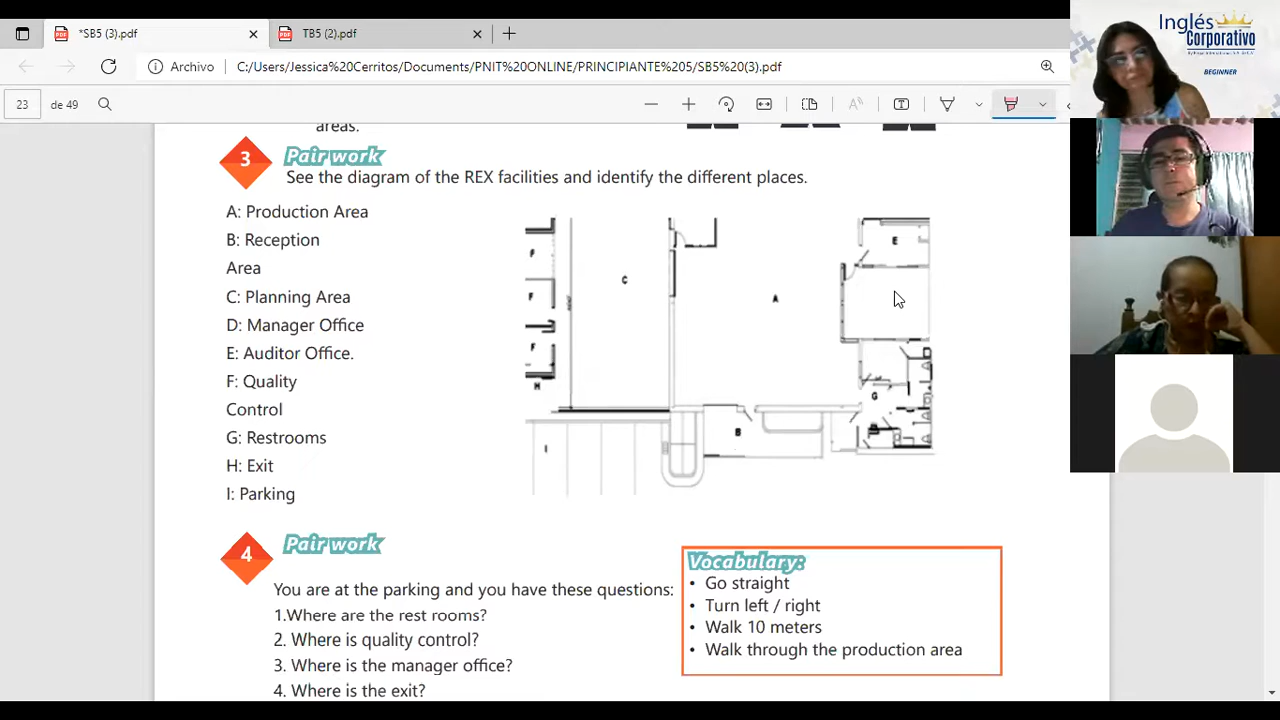 *SB5 (3).pdf
TB5 (2).pdf
Archivo
C:/Users/Jessica%20Cerritos/Documents/PNIT%20ONLINE/PRINCIPIANTE%205/SB5%20(3).pdf
23
de 49
Inglés
Corporativo
BEGINNER
areas.
3
Pair work
See the diagram of the REX facilities and identify the different places.
A: Production Area
B: Reception
Area
C: Planning Area
D: Manager Office
E: Auditor Office.
F: Quality
Control
G: Restrooms
H: Exit
I: Parking
E
F
C
F
A
F
H
G
B
I
4
Pair work
You are at the parking and you have these questions:
1.Where are the rest rooms?
2. Where is quality control?
3. Where is the manager office?
4. Where is the exit?
Vocabulary:
• Go straight
• Turn left / right
• Walk 10 meters
• Walk through the production area